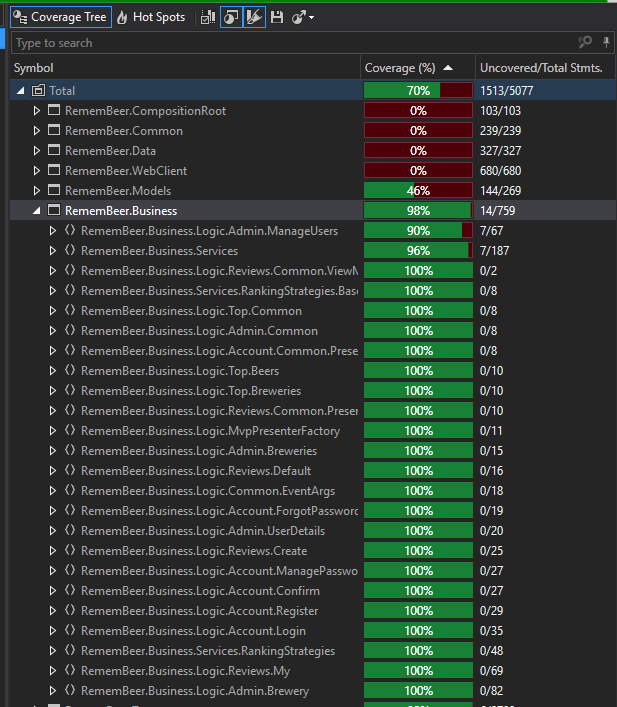 Coverage Tree Hot Spots
Type to search
Symbol Coverage (%) Uncovered/Total Stmts.
Total 70% 1513/5077
RememBeer.CompositionRoot 0% 103/103
RememBeer.Common 0% 239/239
RememBeer.Data 0% 327/327
RememBeer.WebClient 0% 680/680
RememBeer.Models 46% 144/269
RememBeer.Business 98% 14/759
RememBeer.Business.Logic.Admin.ManageUsers 90% 7/67
RememBeer.Business.Services 96% 7/187
RememBeer.Business.Logic.Reviews.Common.ViewM 100% 0/2
RememBeer.Business.Services.RankingStrategies.Base 100% 0/8
RememBeer.Business.Logic.Top.Common 100% 0/8
RememBeer.Business.Logic.Admin.Common 100% 0/8
RememBeer.Business.Logic.Account.Common.Prese 100% 0/8
RememBeer.Business.Logic.Top.Beers 100% 0/10
RememBeer.Business.Logic.Top.Breweries 100% 0/10
RememBeer.Business.Logic.Reviews.Common.Presen 100% 0/10
RememBeer.Business.Logic.MvpPresenterFactory 100% 0/11
RememBeer.Business.Logic.Admin.Breweries 100% 0/15
RememBeer.Business.Logic.Reviews.Default 100% 0/16
RememBeer.Business.Logic.Common.EventArgs 100% 0/18
RememBeer.Business.Logic.Account.ForgotPassword 100% 0/19
RememBeer.Business.Logic.Admin.UserDetails 100% 0/20
RememBeer.Business.Logic.Reviews.Create 100% 0/25
RememBeer.Business.Logic.Account.ManagePasswo 100% 0/27
RememBeer.Business.Logic.Account.Confirm 100% 0/27
RememBeer.Business.Logic.Account.Register 100% 0/29
RememBeer.Business.Logic.Account.Login 100% 0/35
RememBeer.Business.Services.RankingStrategies 100% 0/48
RememBeer.Business.Logic.Reviews.My 100% 0/69
RememBeer.Business.Logic.Admin.Brewery 100% 0/82